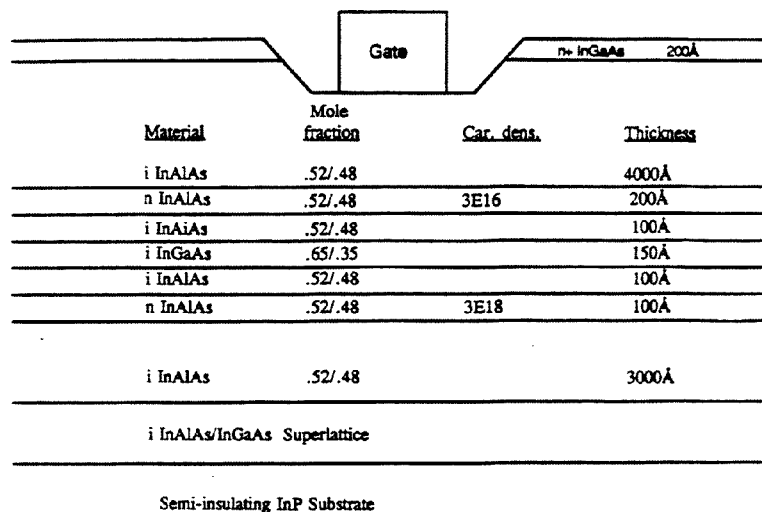 Gate
n+ InGaAs 200Å
Mole
Material fraction Car. dens. Thickness
i InAlAs .52/.48 4000Å
n InAlAs .52/.48 3E16 200Å
i InAiAs .52/.48 100Å
i InGaAs .65/.35 150Å
i InAlAs .52/.48 100Å
n InAlAs .52/.48 3E18 100Å
i InAlAs .52/.48 3000Å
i InAlAs/InGaAs Superlattice
Semi-insulating InP Substrate